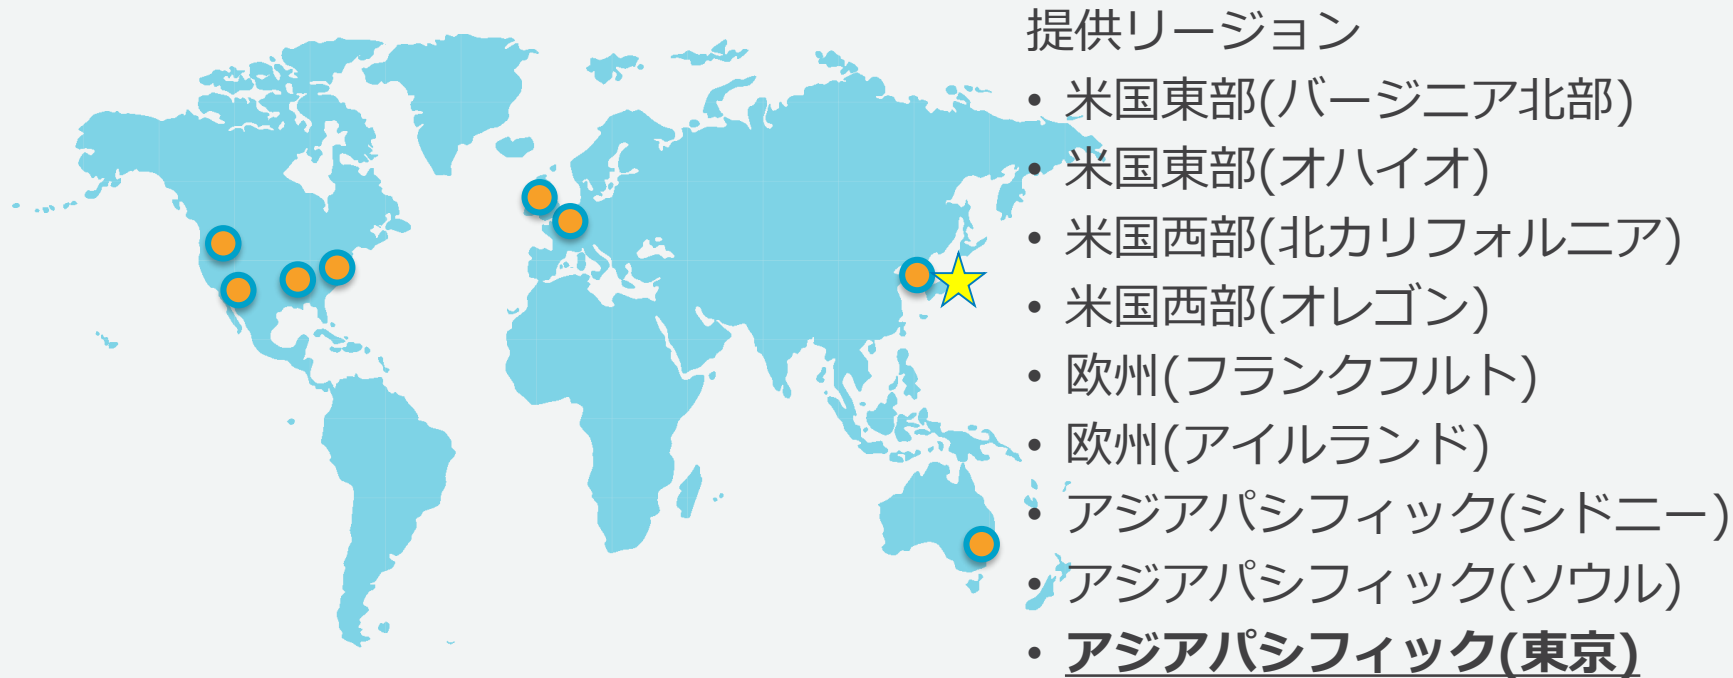 提供リージョン
• 米国東部(バージニア北部)
• 米国東部(オハイオ)
• 米国西部(北カリフォルニア)
• 米国西部(オレゴン)
• 欧州(フランクフルト)
• 欧州(アイルランド)
• アジアパシフィック(シドニー)
• アジアパシフィック(ソウル)
• アジアパシフィック(東京)